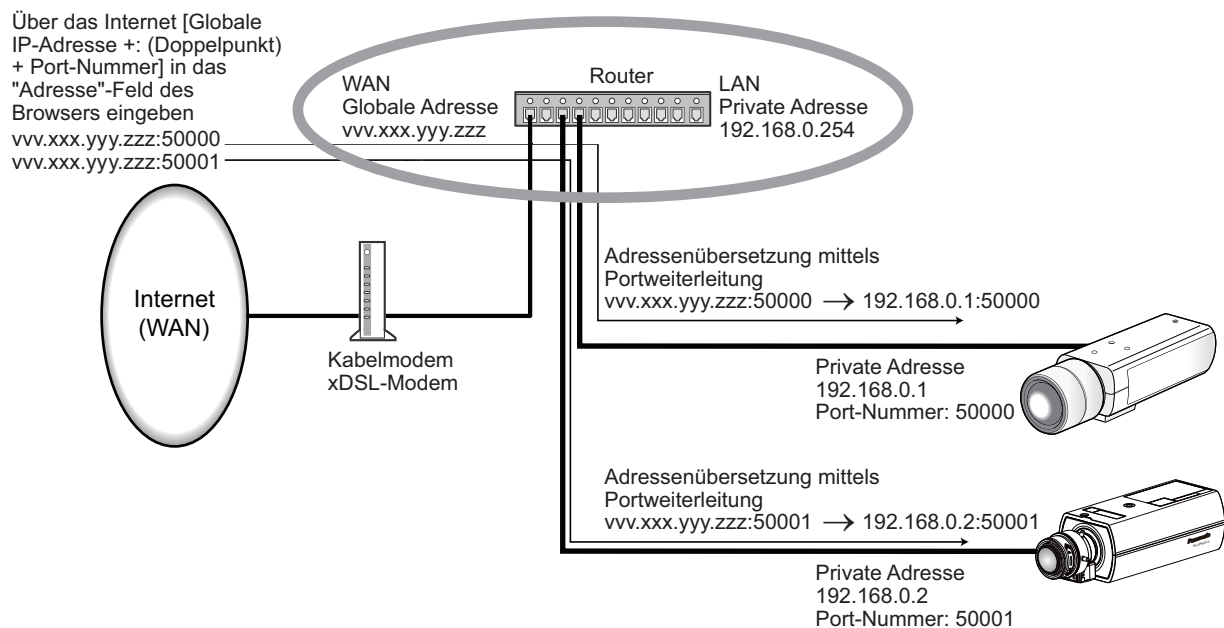 Über das Internet [Globale
IP-Adresse +: (Doppelpunkt)
+ Port-Nummer] in das
"Adresse"-Feld des
Browsers eingeben
vvv.xxx.yyy.zzz:50000
vvv.xxx.yyy.zzz:50001
WAN
Globale Adresse
vvv.xxx.yyy.zzz
Router
LAN
Private Adresse
192.168.0.254
Internet
(WAN)
Kabelmodem
xDSL-Modem
Adressenübersetzung mittels
Portweiterleitung
vvv.xxx.yyy.zzz:50000 → 192.168.0.1:50000
Private Adresse
192.168.0.1
Port-Nummer: 50000
Adressenübersetzung mittels
Portweiterleitung
vvv.xxx.yyy.zzz:50001 → 192.168.0.2:50001
Panasonic
Private Adresse
192.168.0.2
Port-Nummer: 50001